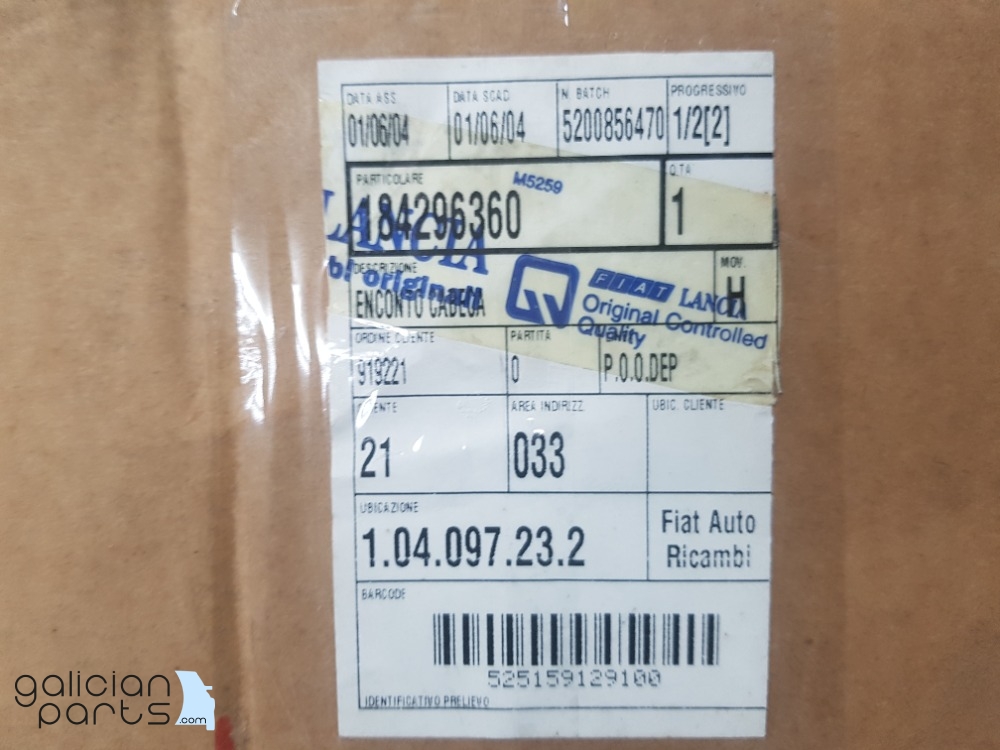 DATA ASS. DATA SCAD N. BATCH PROGRESSIVO
01/06/04 01/06/04 5200856470 1/2[2]
PARTICOLARE M5259 Q.TA
184296360 1
LANCIA
DESCRIZIONE MOV.
bi originali FIAT LANCIA
ENCONTO CABECA H
Original Controlled
Quality
ORDINE CLIENTE PARTITA
919221 0 P.O.O.DEP
AREA INDIRIZZ. UBIC. CLIENTE
21 033
UBICAZIONE
1.04.097.23.2 Fiat Auto
Ricambi
BARCODE
525159129100
IDENTIFICATIVO PRELIEVO
galician
parts.com